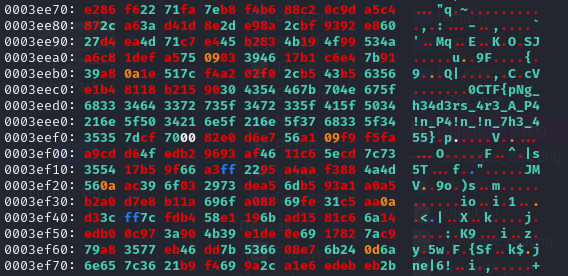 0003ee70: e286 f622 71fa 7eb8 f4b6 88c2 0c9d a5c4 ..."q.~.........
0003ee80: 872c a63a d41d 8e2d e98a 2cbf 9392 e860 .,.:...-..,....`
0003ee90: 27d4 ea4d 71c7 e445 b283 4b19 4f99 534a '..Mq..E..K.O.SJ
0003eea0: a6c8 1def a575 0903 3946 17b1 c6e4 7b91 .....u..9F....{.
0003eeb0: 39a8 0a1e 517c f4a2 02f0 2cb5 43b5 6356 9...Q|....,.C.cV
0003eec0: e1b4 8118 b215 9030 4354 467b 704e 675f .......0CTF{pNg_
0003eed0: 6833 3464 3372 735f 3472 335f 415f 5034 h34d3rs_4r3_A_P4
0003eee0: 216e 5f50 3421 6e5f 216e 5f37 6833 5f34 !n_P4!n_!n_7h3_4
0003eef0: 3535 7dcf 7000 82e0 d6e7 56a1 09f9 f5fa 55}.p.....V.....
0003ef00: a9cd d64f edb2 9693 af46 11c6 5ecd 7c73 ...O.....F..^.|s
0003ef10: 3554 17b5 9f66 a3ff 2295 a4aa f388 4a4d 5T...f..".....JM
0003ef20: 560a ac39 6f03 2973 dea5 6db5 93a1 a0a5 V..9o.)s..m.....
0003ef30: b2a0 d7e8 b11a 696f a088 69fe 31c5 aa0a ......io..i.1...
0003ef40: d33c ff7c fdb4 58e1 196b ad15 81c6 6a14 .<.|..X..k....j.
0003ef50: edb0 0c97 3a90 4b39 e1de 0e69 1782 7ac9 ....:.K9...i..z.
0003ef60: 79a8 3577 eb46 dd7b 5366 08e7 6b24 0d6a y.5w.F.{Sf..k$.j
0003ef70: 6e65 7c36 21b9 f469 9a2c a1e6 edeb eb2b ne|6!..i.,.....+